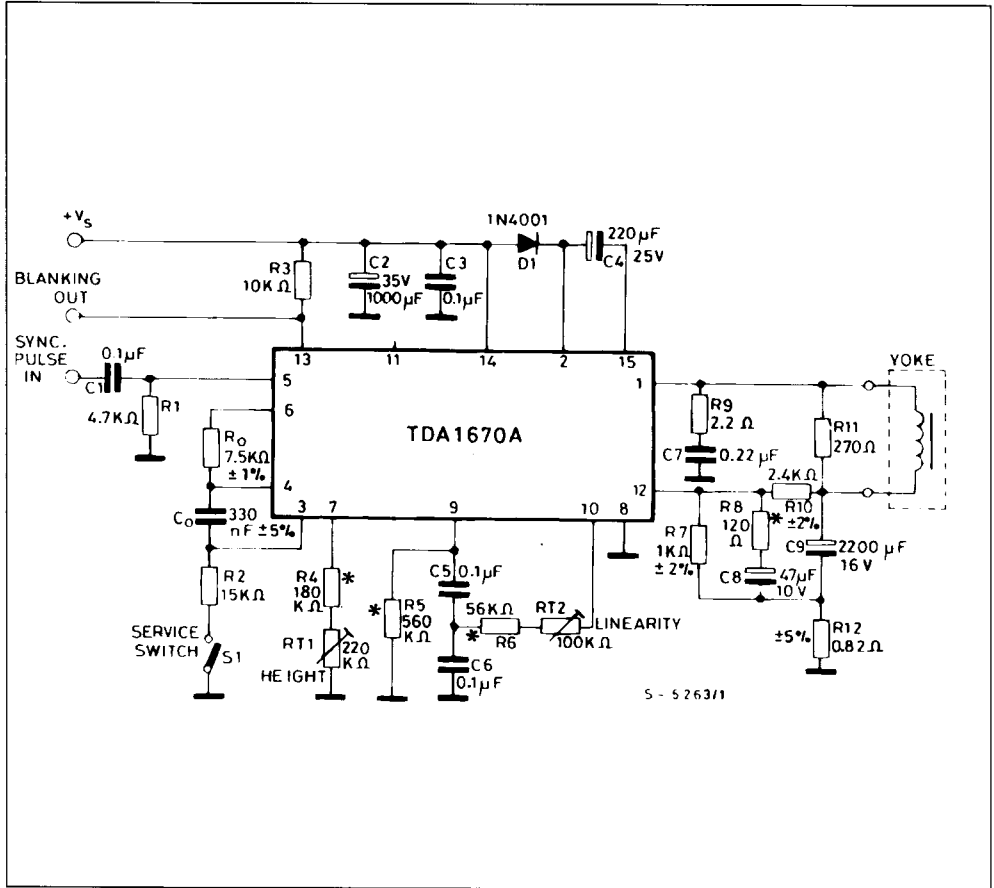 +Vs
1N4001
D1
220µF
C4 25V
R3
10KΩ
C2
35V
1000µF
C3
0.1µF
BLANKING
OUT
SYNC.
PULSE
IN
0.1µF
C1
4.7KΩ
R1
13
11
14
2
15
5
6
4
3
7
9
10
8
1
12
TDA1670A
Ro
7.5KΩ
±1%
Co
330
nF ±5%
R2
15KΩ
SERVICE
SWITCH
S1
R4 *
180
KΩ
RT1
220
KΩ
HEIGHT
* R5
560
KΩ
C5
0.1µF
56KΩ
* R6
RT2
100KΩ
LINEARITY
C6
0.1µF
YOKE
R9
2.2 Ω
C7
0.22 µF
R11
270Ω
2.4KΩ
R10
±2%
R7
1KΩ
±2%
R8
120 *
Ω
C8
47µF
10V
C9
2200 µF
16V
±5%
R12
0.82Ω
S - 5263/1